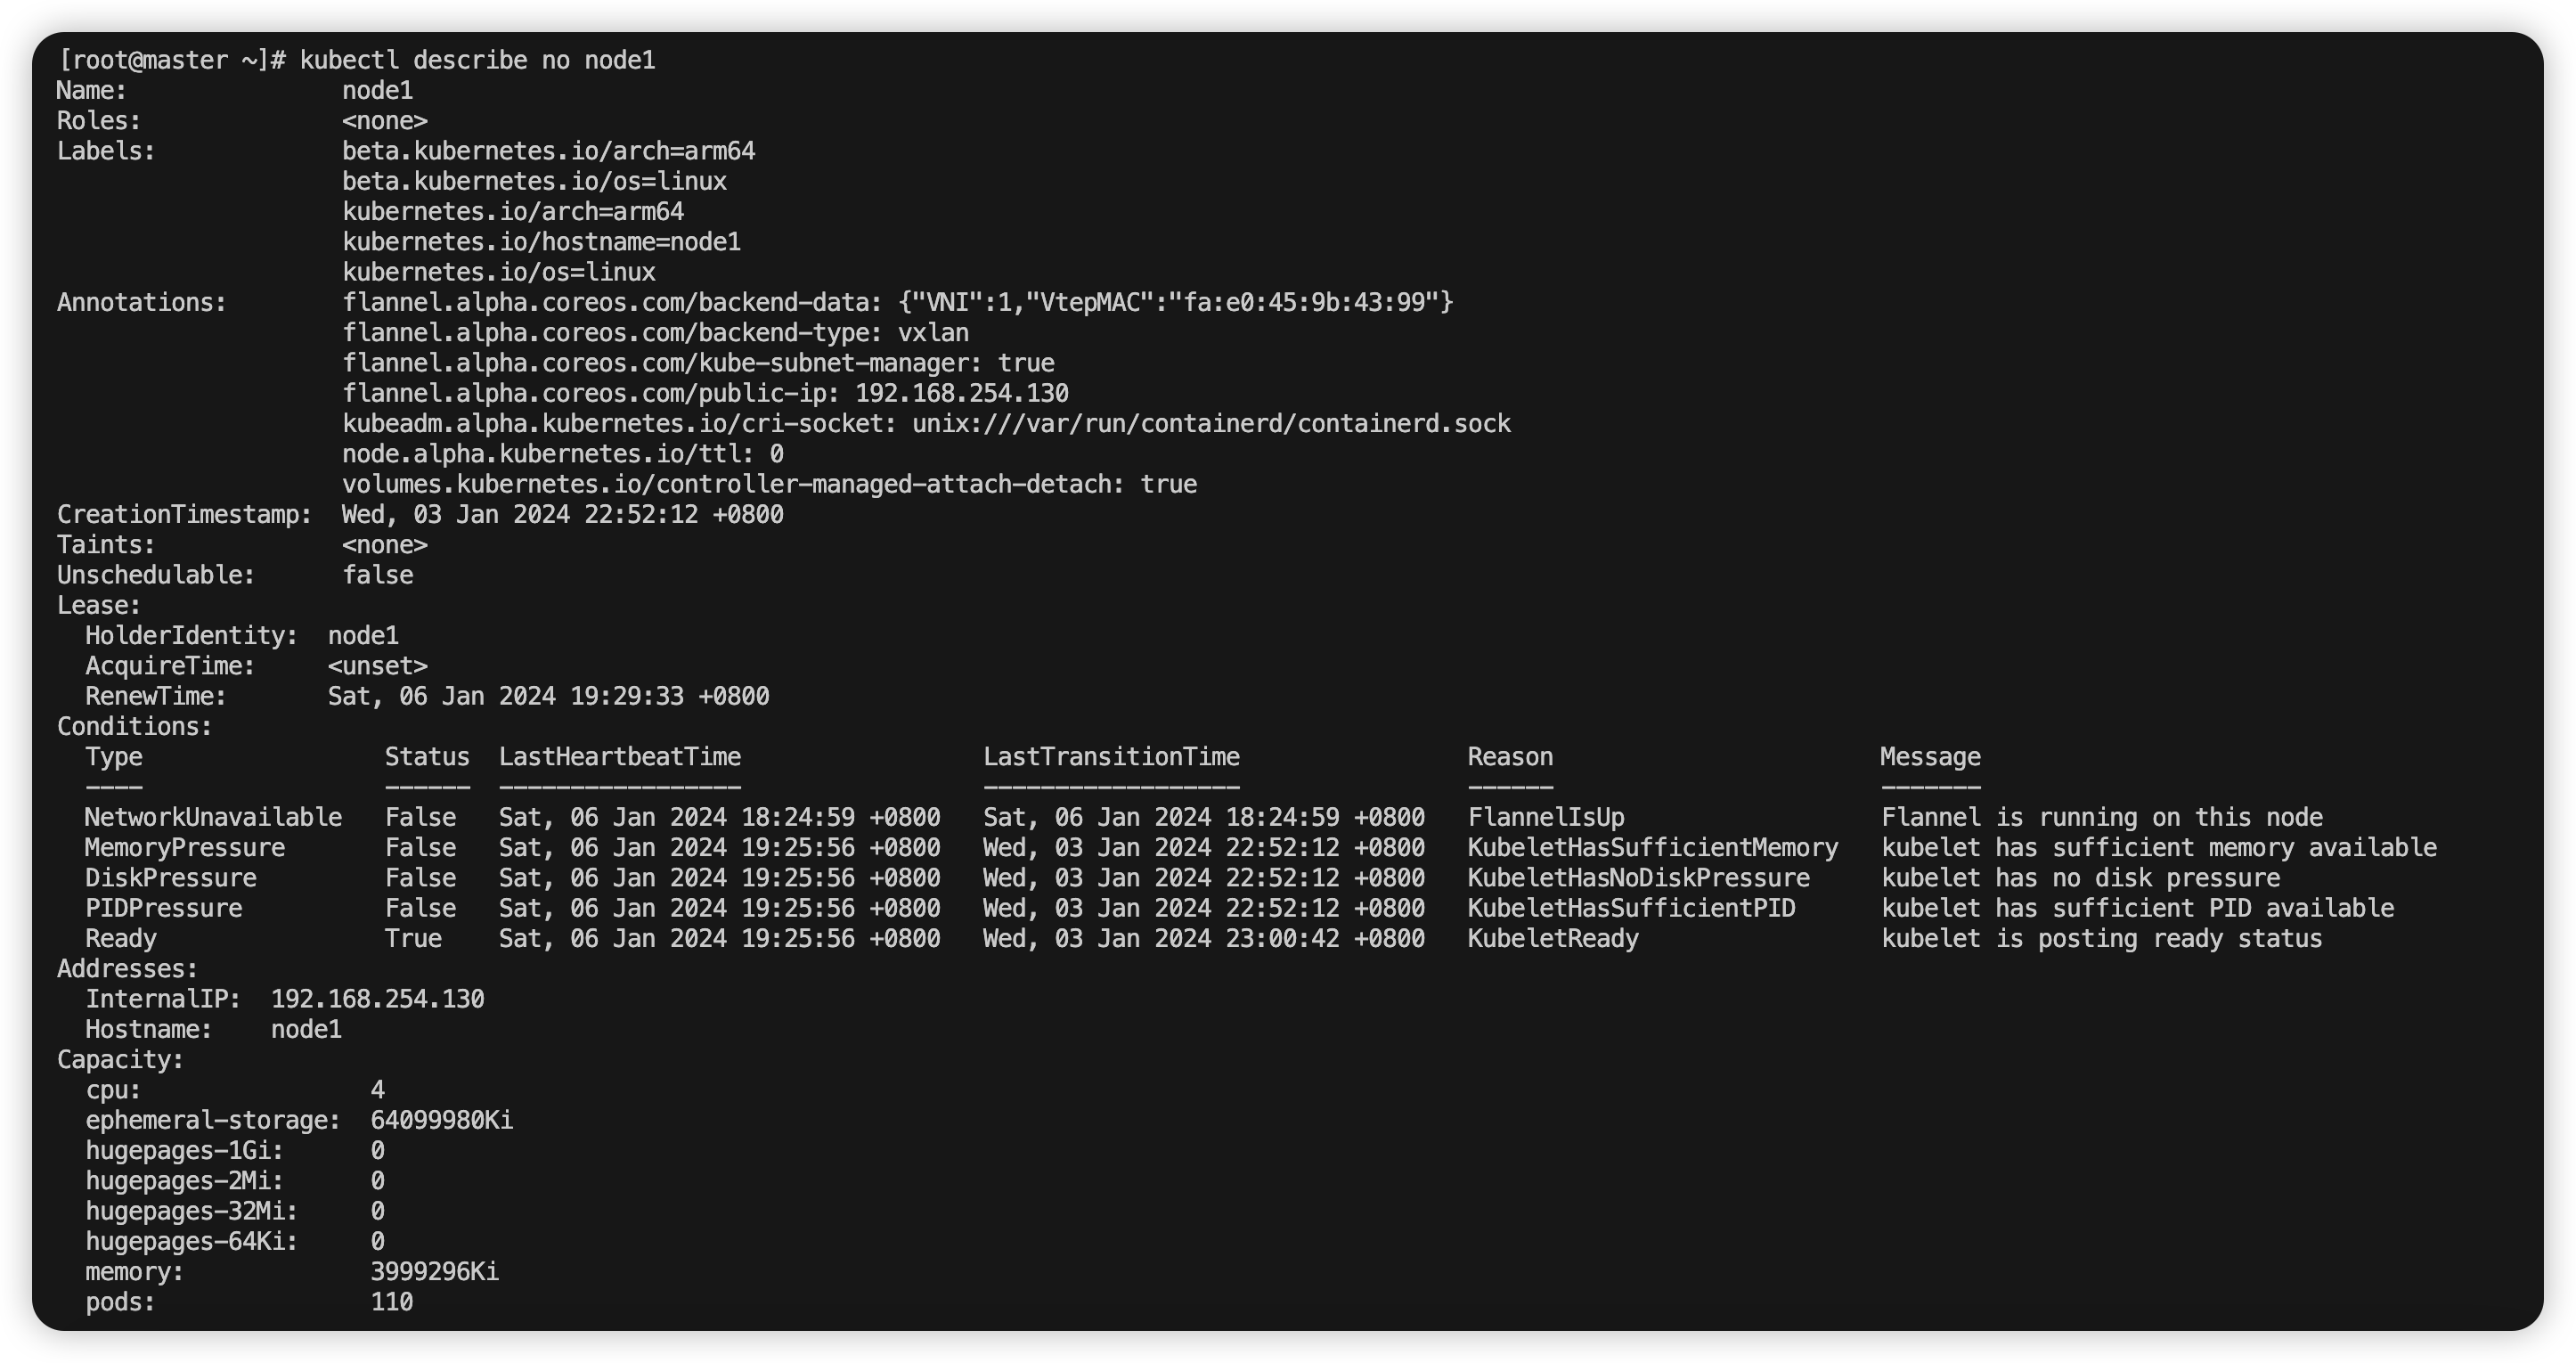 [root@master ~]# kubectl describe no node1
Name:               node1
Roles:              <none>
Labels:             beta.kubernetes.io/arch=arm64
                    beta.kubernetes.io/os=linux
                    kubernetes.io/arch=arm64
                    kubernetes.io/hostname=node1
                    kubernetes.io/os=linux
Annotations:        flannel.alpha.coreos.com/backend-data: {"VNI":1,"VtepMAC":"fa:e0:45:9b:43:99"}
                    flannel.alpha.coreos.com/backend-type: vxlan
                    flannel.alpha.coreos.com/kube-subnet-manager: true
                    flannel.alpha.coreos.com/public-ip: 192.168.254.130
                    kubeadm.alpha.kubernetes.io/cri-socket: unix:///var/run/containerd/containerd.sock
                    node.alpha.kubernetes.io/ttl: 0
                    volumes.kubernetes.io/controller-managed-attach-detach: true
CreationTimestamp:  Wed, 03 Jan 2024 22:52:12 +0800
Taints:             <none>
Unschedulable:      false
Lease:
  HolderIdentity:  node1
  AcquireTime:     <unset>
  RenewTime:       Sat, 06 Jan 2024 19:29:33 +0800
Conditions:
  Type                 Status  LastHeartbeatTime                 LastTransitionTime                Reason                       Message
  ----                 ------  -----------------                 ------------------                ------                       -------
  NetworkUnavailable   False   Sat, 06 Jan 2024 18:24:59 +0800   Sat, 06 Jan 2024 18:24:59 +0800   FlannelIsUp                  Flannel is running on this node
  MemoryPressure       False   Sat, 06 Jan 2024 19:25:56 +0800   Wed, 03 Jan 2024 22:52:12 +0800   KubeletHasSufficientMemory   kubelet has sufficient memory available
  DiskPressure         False   Sat, 06 Jan 2024 19:25:56 +0800   Wed, 03 Jan 2024 22:52:12 +0800   KubeletHasNoDiskPressure     kubelet has no disk pressure
  PIDPressure          False   Sat, 06 Jan 2024 19:25:56 +0800   Wed, 03 Jan 2024 22:52:12 +0800   KubeletHasSufficientPID      kubelet has sufficient PID available
  Ready                True    Sat, 06 Jan 2024 19:25:56 +0800   Wed, 03 Jan 2024 23:00:42 +0800   KubeletReady                 kubelet is posting ready status
Addresses:
  InternalIP:  192.168.254.130
  Hostname:    node1
Capacity:
  cpu:                4
  ephemeral-storage:  64099980Ki
  hugepages-1Gi:      0
  hugepages-2Mi:      0
  hugepages-32Mi:     0
  hugepages-64Ki:     0
  memory:             3999296Ki
  pods:               110